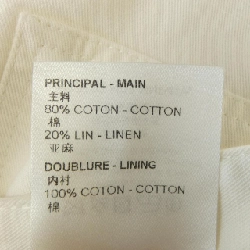 PRINCIPAL - MAIN
主料
80% COTON - COTTON
棉
20% LIN - LINEN
亚麻
DOUBLURE - LINING
内衬
100% COTON - COTTON
棉